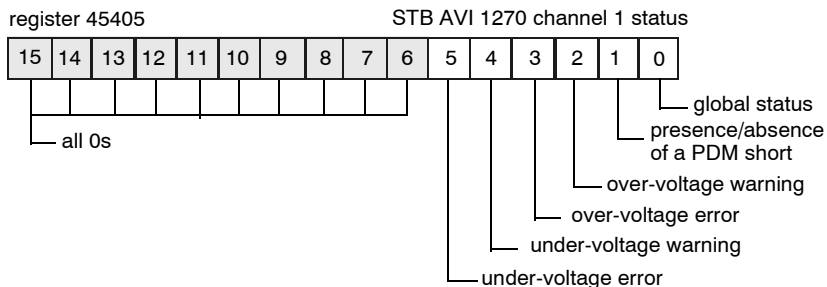 register 45405 STB AVI 1270 channel 1 status
15 14 13 12 11 10 9 8 7 6 5 4 3 2 1 0
global status
presence/absence
all 0s
of a PDM short
over-voltage warning
over-voltage error
under-voltage warning
under-voltage error